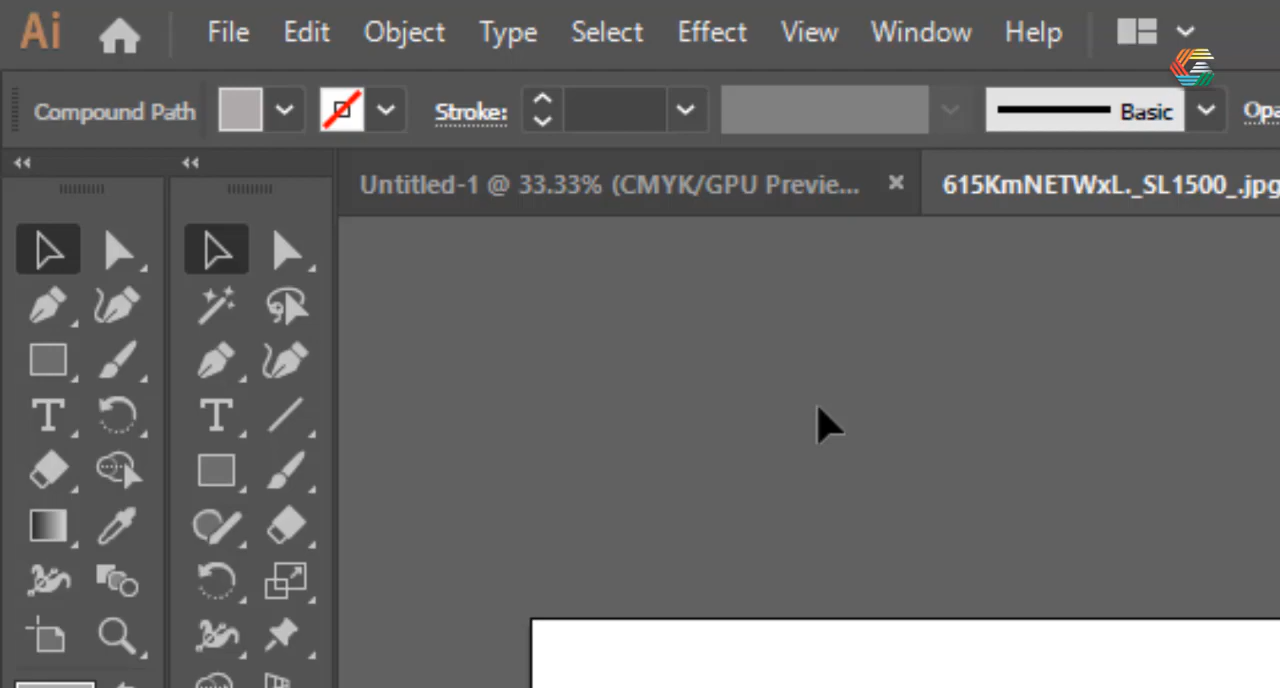 Ai File Edit Object Type Select Effect View Window Help
Compound Path Stroke: Basic Opa
Untitled-1 @ 33.33% (CMYK/GPU Previe... × 615KmNETWxL._SL1500_.jpg